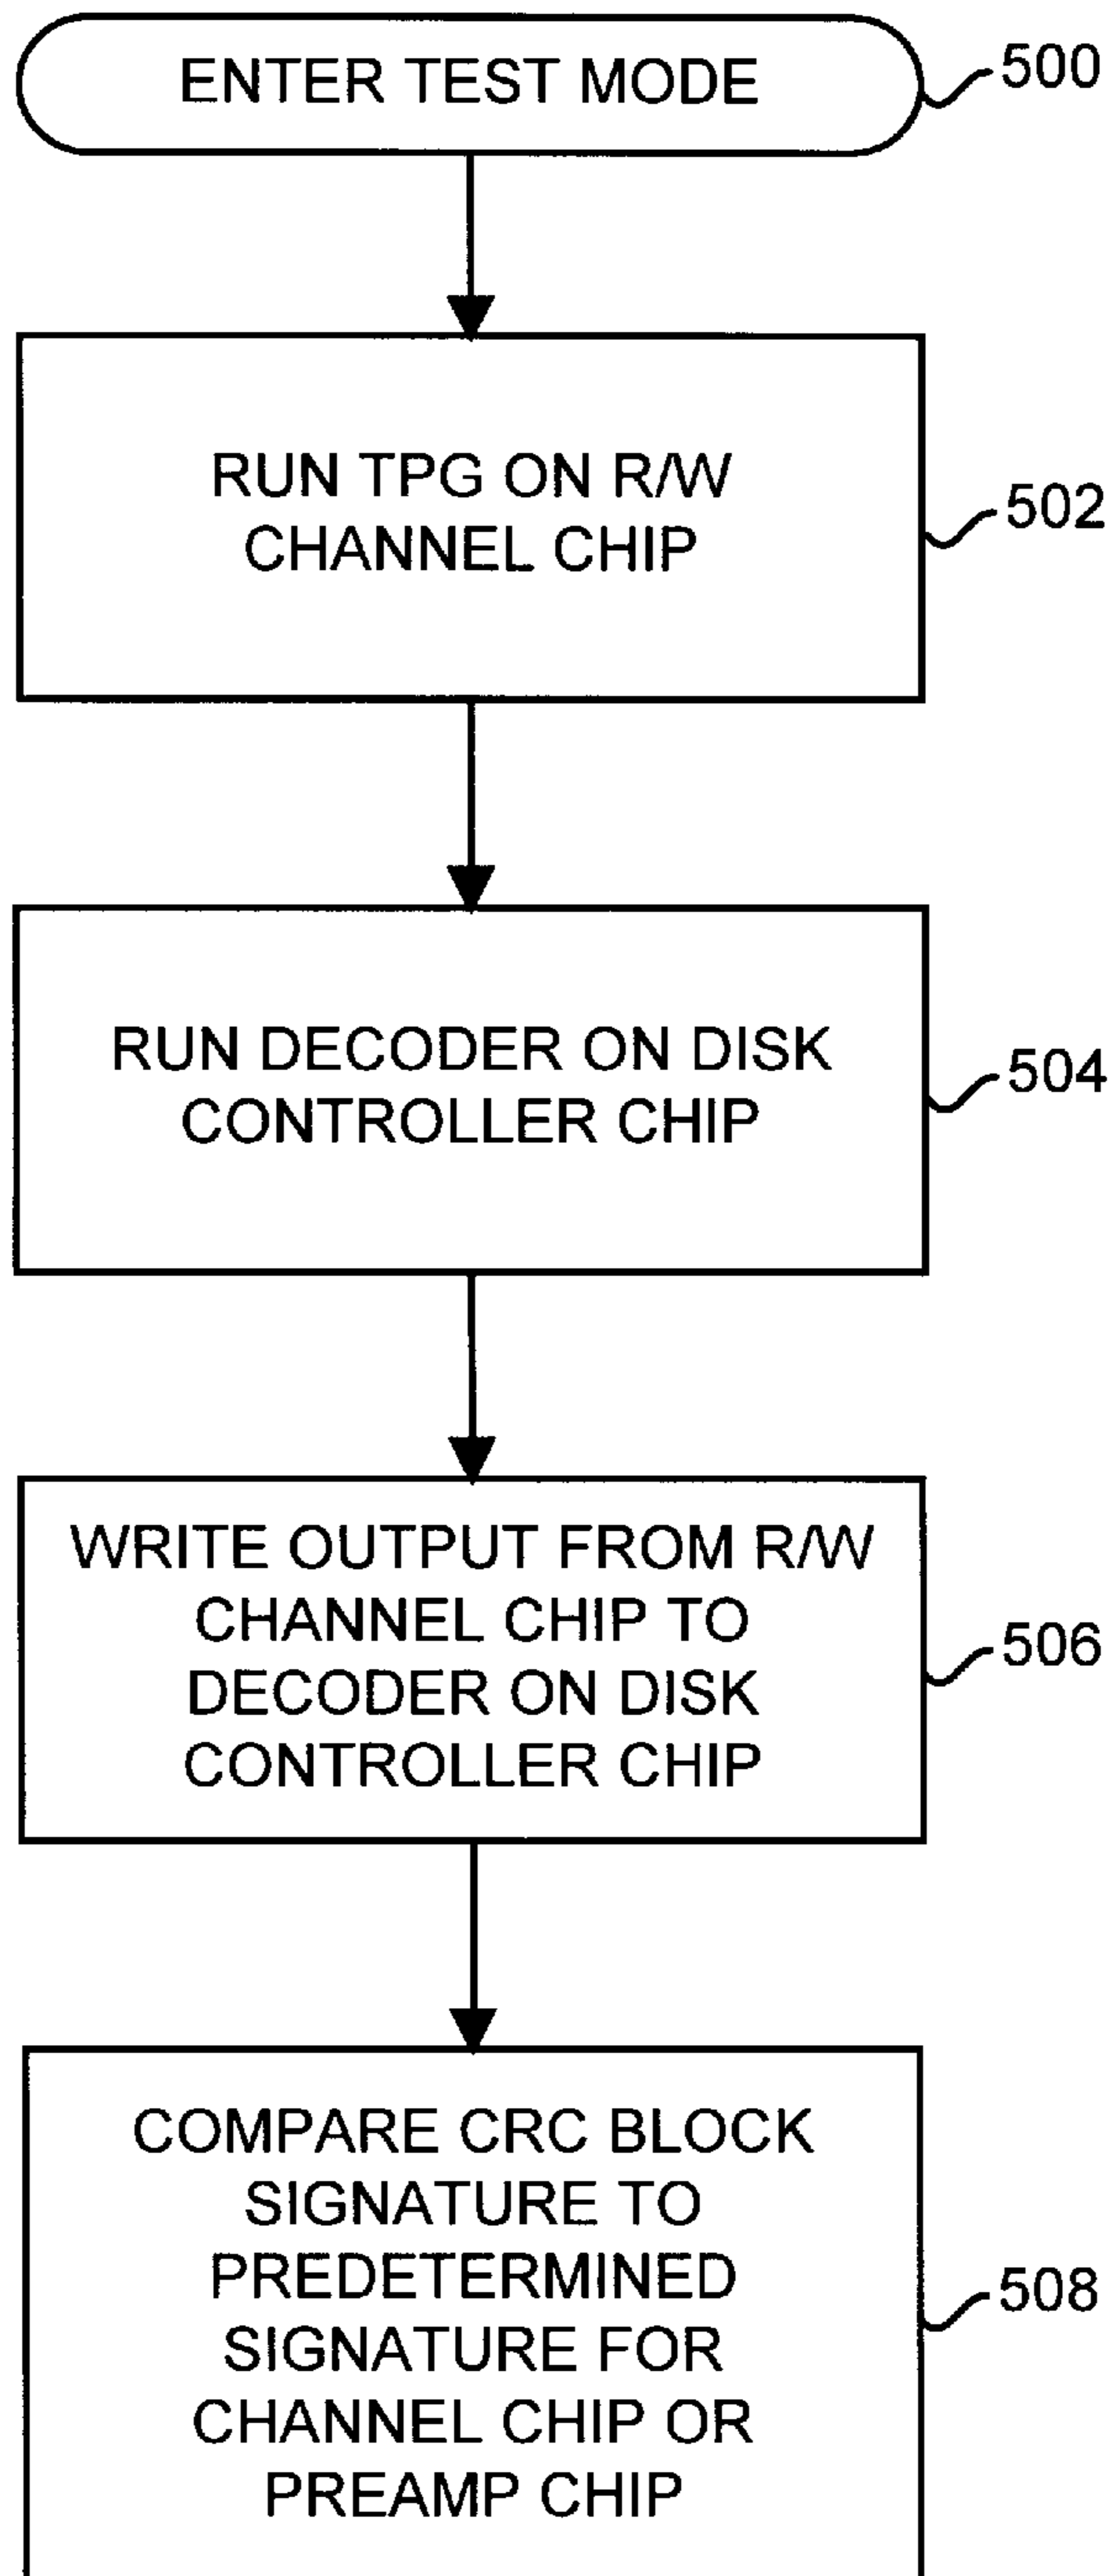 ENTER TEST MODE
500
RUN TPG ON R/W
CHANNEL CHIP
502
RUN DECODER ON DISK
CONTROLLER CHIP
504
WRITE OUTPUT FROM R/W
CHANNEL CHIP TO
DECODER ON DISK
CONTROLLER CHIP
506
COMPARE CRC BLOCK
SIGNATURE TO
PREDETERMINED
SIGNATURE FOR
CHANNEL CHIP OR
PREAMP CHIP
508